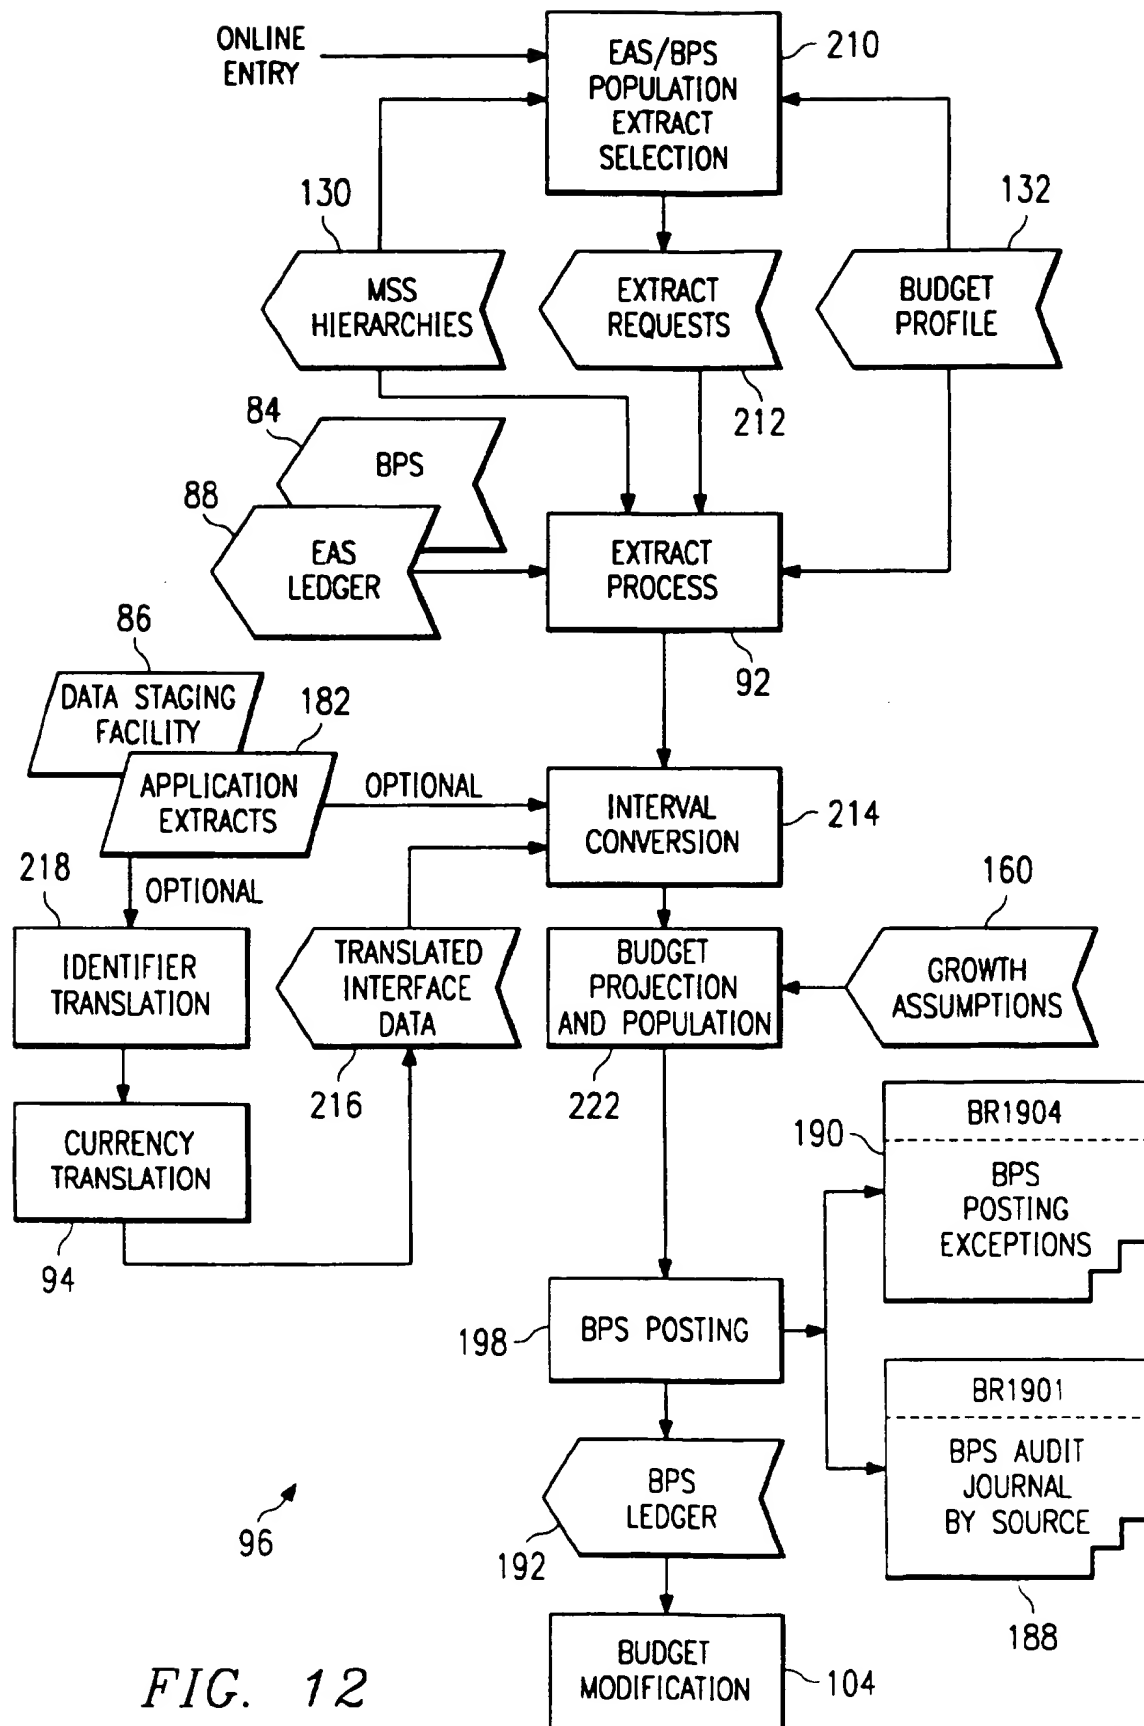 ONLINE
ENTRY
EAS/BPS
POPULATION
EXTRACT
SELECTION
210
130
132
MSS
HIERARCHIES
EXTRACT
REQUESTS
BUDGET
PROFILE
212
84
BPS
88
EAS
LEDGER
EXTRACT
PROCESS
92
86
DATA STAGING
FACILITY
182
APPLICATION
EXTRACTS
OPTIONAL
INTERVAL
CONVERSION
214
218
OPTIONAL
160
IDENTIFIER
TRANSLATION
TRANSLATED
INTERFACE
DATA
BUDGET
PROJECTION
AND POPULATION
GROWTH
ASSUMPTIONS
216
222
CURRENCY
TRANSLATION
94
190
BR1904
BPS
POSTING
EXCEPTIONS
198
BPS POSTING
BR1901
BPS AUDIT
JOURNAL
BY SOURCE
188
BPS
LEDGER
192
96
BUDGET
MODIFICATION
104
FIG. 12